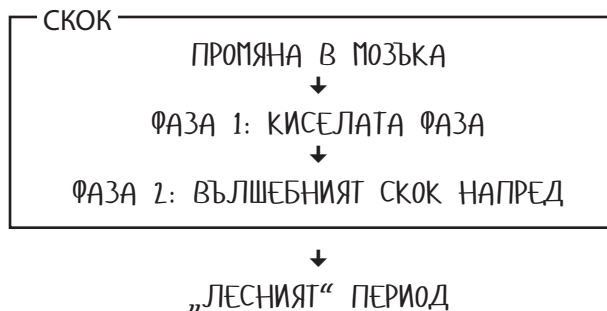 СКОК
ПРОМЯНА В МОЗЪКА
ФАЗА 1: КИСЕЛАТА ФАЗА
ФАЗА 2: ВЪЛШЕБНИЯТ СКОК НАПРЕД
„ЛЕСНИЯТ“ ПЕРИОД